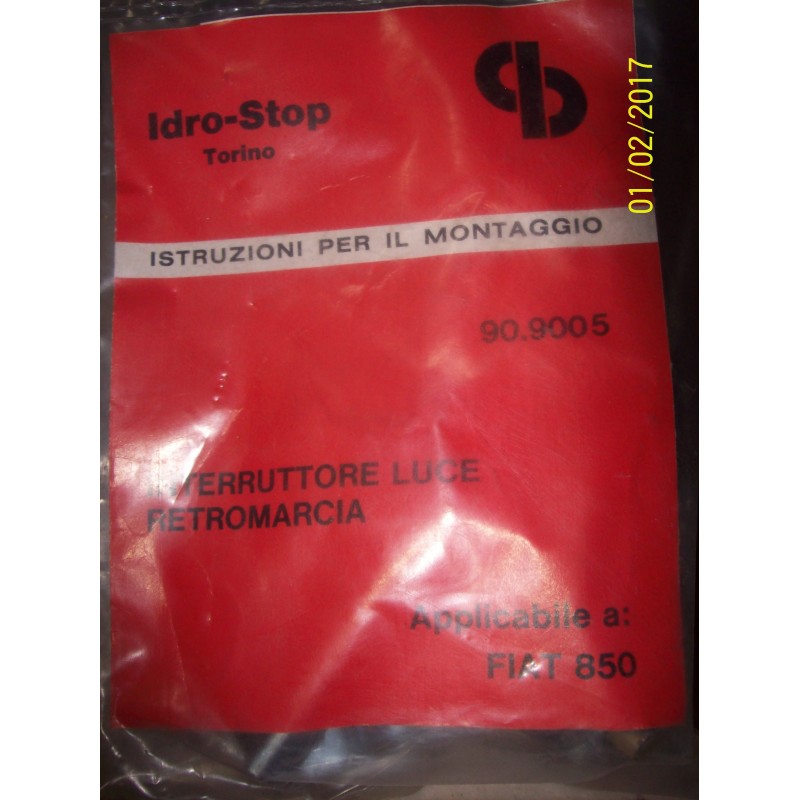 Idro-Stop
Torino
01/02/2017
ISTRUZIONI PER IL MONTAGGIO
90.9005
INTERRUTTORE LUCE
RETROMARCIA
Applicabile a:
FIAT 850